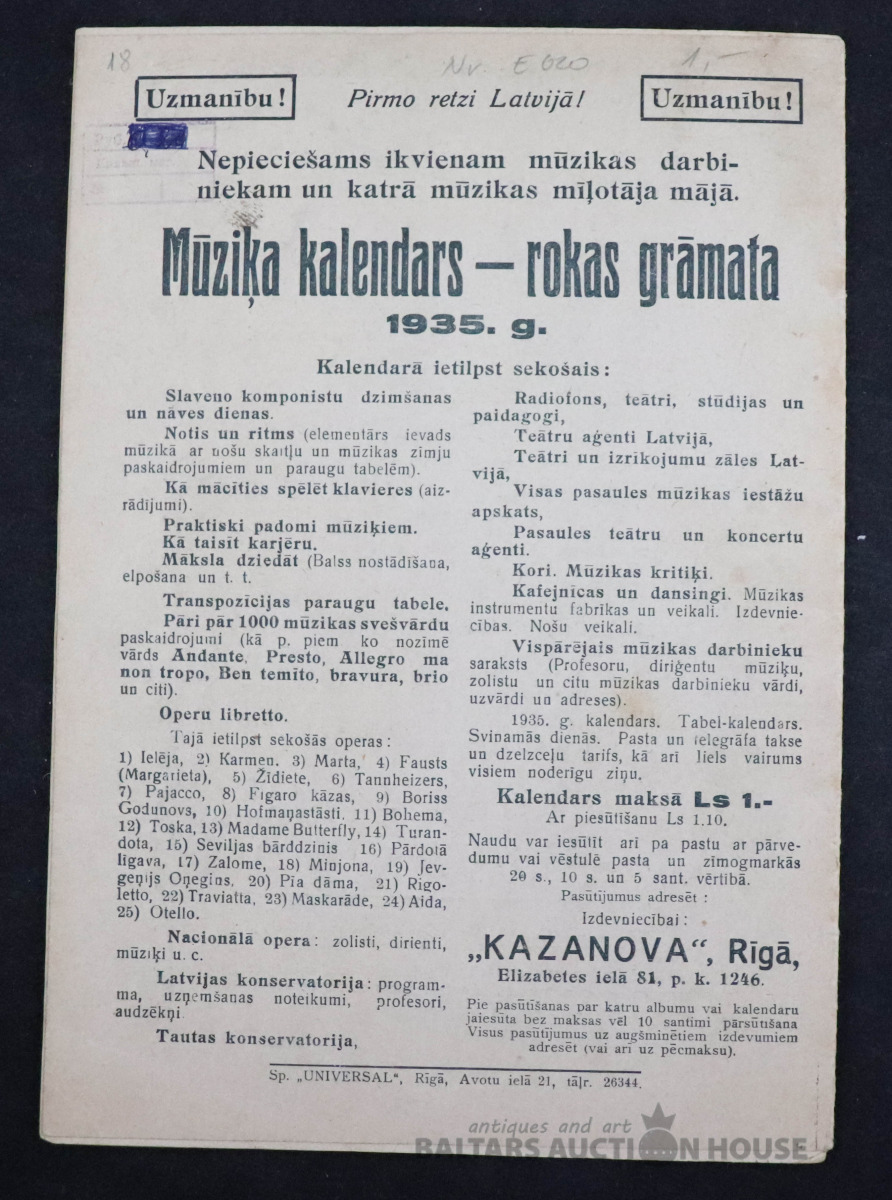 18
Nv. E 020
1,-
Uzmanību!
Pirmo retzi Latvijā!
Uzmanību!
Nepieciešams ikvienam mūzikas darbi-
niekam un katrā mūzikas mīļotāja mājā.
Mūziķa kalendars — rokas grāmata
1935. g.
Kalendarā ietilpst sekošais:
Slaveno komponistu dzimšanas
un nāves dienas.
Notis un ritms (elementārs ievads
mūzikā ar nošu skaitļu un mūzikas zīmju
paskaidrojumiem un paraugu tabelēm).
Kā mācīties spēlēt klavieres (aiz-
rādījumi).
Praktiski padomi mūziķiem.
Kā taisīt karjēru.
Māksla dziedāt (Balss nostādīšana,
elpošana un t. t.
Transpozīcijas paraugu tabele.
Pāri pār 1000 mūzikas svešvārdu
paskaidrojumi (kā p. piem ko nozīmē
vārds Andante, Presto, Allegro ma
non tropo, Ben temīto, bravura, brio
un citi).
Operu libretto.
Tajā ietilpst sekošās operas:
1) Ielēja, 2) Karmen. 3) Marta, 4) Fausts
(Margarieta), 5) Žīdiete, 6) Tannheizers,
7) Pajacco, 8) Figaro kāzas, 9) Boriss
Godunovs, 10) Hofmaņastāsti, 11) Bohema,
12) Toska, 13) Madame Butterfly, 14) Turan-
dota, 15) Seviljas bārddzinis 16) Pārdotā
līgava, 17) Zalome, 18) Minjona, 19) Jev-
geņijs Oņegins, 20) Pīa dāma, 21) Rigo-
letto, 22) Traviatta, 23) Maskarāde, 24) Aida,
25) Otello.
Nacionālā opera: zolisti, dirienti,
mūziķi u. c.
Latvijas konservatorija: program-
ma, uzņemšanas noteikumi, profesori,
audzēkņi.
Tautas konservatorija,
Radiofons, teātri, stūdijas un
paidagogi,
Teātru aģenti Latvijā,
Teātri un izrīkojumu zāles Lat-
vijā,
Visas pasaules mūzikas iestāžu
apskats,
Pasaules teātru un koncertu
aģenti.
Kori. Mūzikas kritiķi.
Kafejnīcas un dansingi. Mūzikas
instrumentu fabrikas un veikali. Izdevnie-
cības. Nošu veikali.
Vispārējais mūzikas darbinieku
saraksts (Profesoru, diriģentu mūziķu,
zolistu un citu mūzikas darbinieku vārdi,
uzvārdi un adreses).
1935. g. kalendars. Tabel-kalendars.
Svinamās dienās. Pasta un telegrāfa takse
un dzelzceļu tarifs, kā arī liels vairums
visiem noderīgu ziņu.
Kalendars maksā Ls 1.-
Ar piesūtīšanu Ls 1.10.
Naudu var iesūtīt arī pa pastu ar pārve-
dumu vai vēstulē pasta un zīmogmarkās
20 s., 10 s. un 5 sant. vērtībā.
Pasūtījumus adresēt:
Izdevniecībai:
„KAZANOVA“, Rīgā,
Elizabetes ielā 81, p. k. 1246.
Pie pasūtīšanas par katru albumu vai kalendaru
jāiesūta bez maksas vēl 10 santimi pārsūtīšana
Visus pasūtījumus uz augšminētiem izdevumiem
adresēt (vai arī uz pēcmaksu).
Sp. „UNIVERSAL“, Rīgā, Avotu ielā 21, tāļr. 26344.
antiques and art
BALTARS AUCTION HOUSE